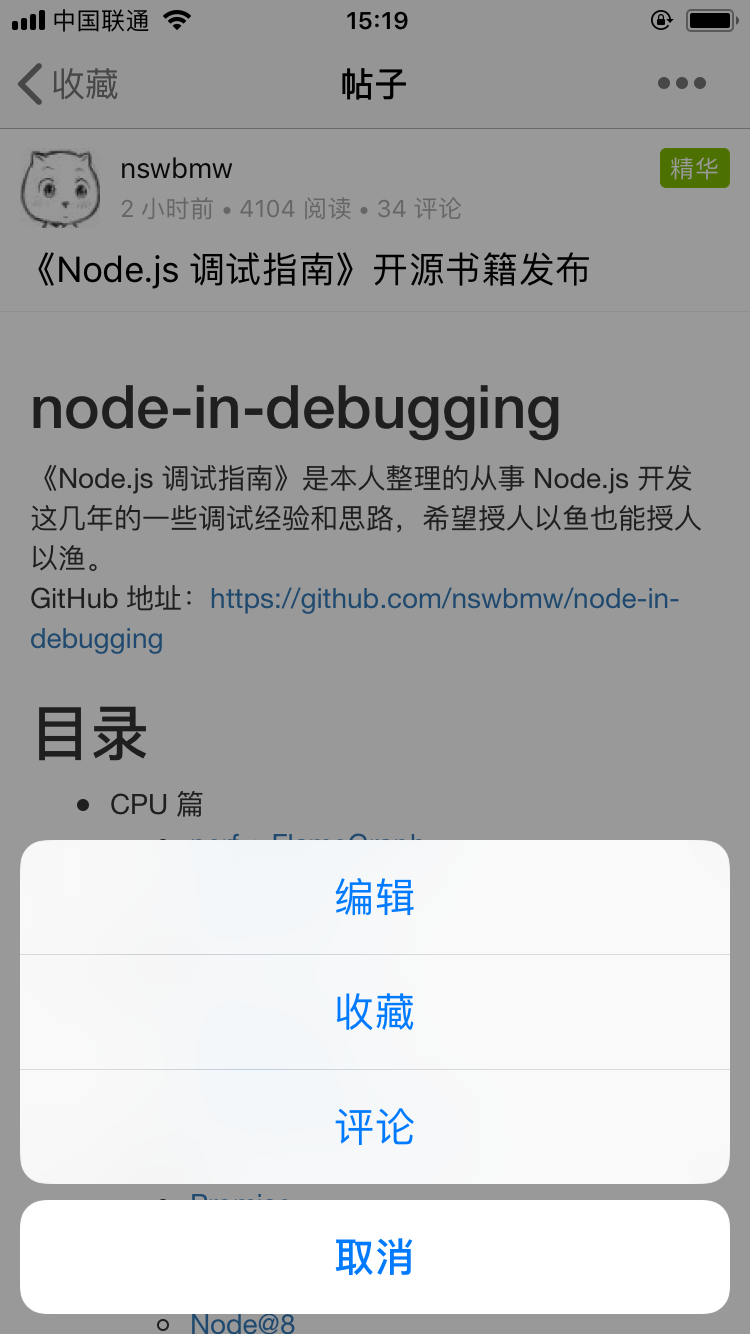 中国联通 15:19
收藏 帖子
nswbmw 精华
2 小时前 • 4104 阅读 • 34 评论
《Node.js 调试指南》开源书籍发布
node-in-debugging
《Node.js 调试指南》是本人整理的从事 Node.js 开发
这几年的一些调试经验和思路，希望授人以鱼也能授人
以渔。
GitHub 地址：https://github.com/nswbmw/node-in-
debugging
目录
CPU 篇
perf + FlameGraph
编辑
收藏
评论
Promise
取消
Node@8